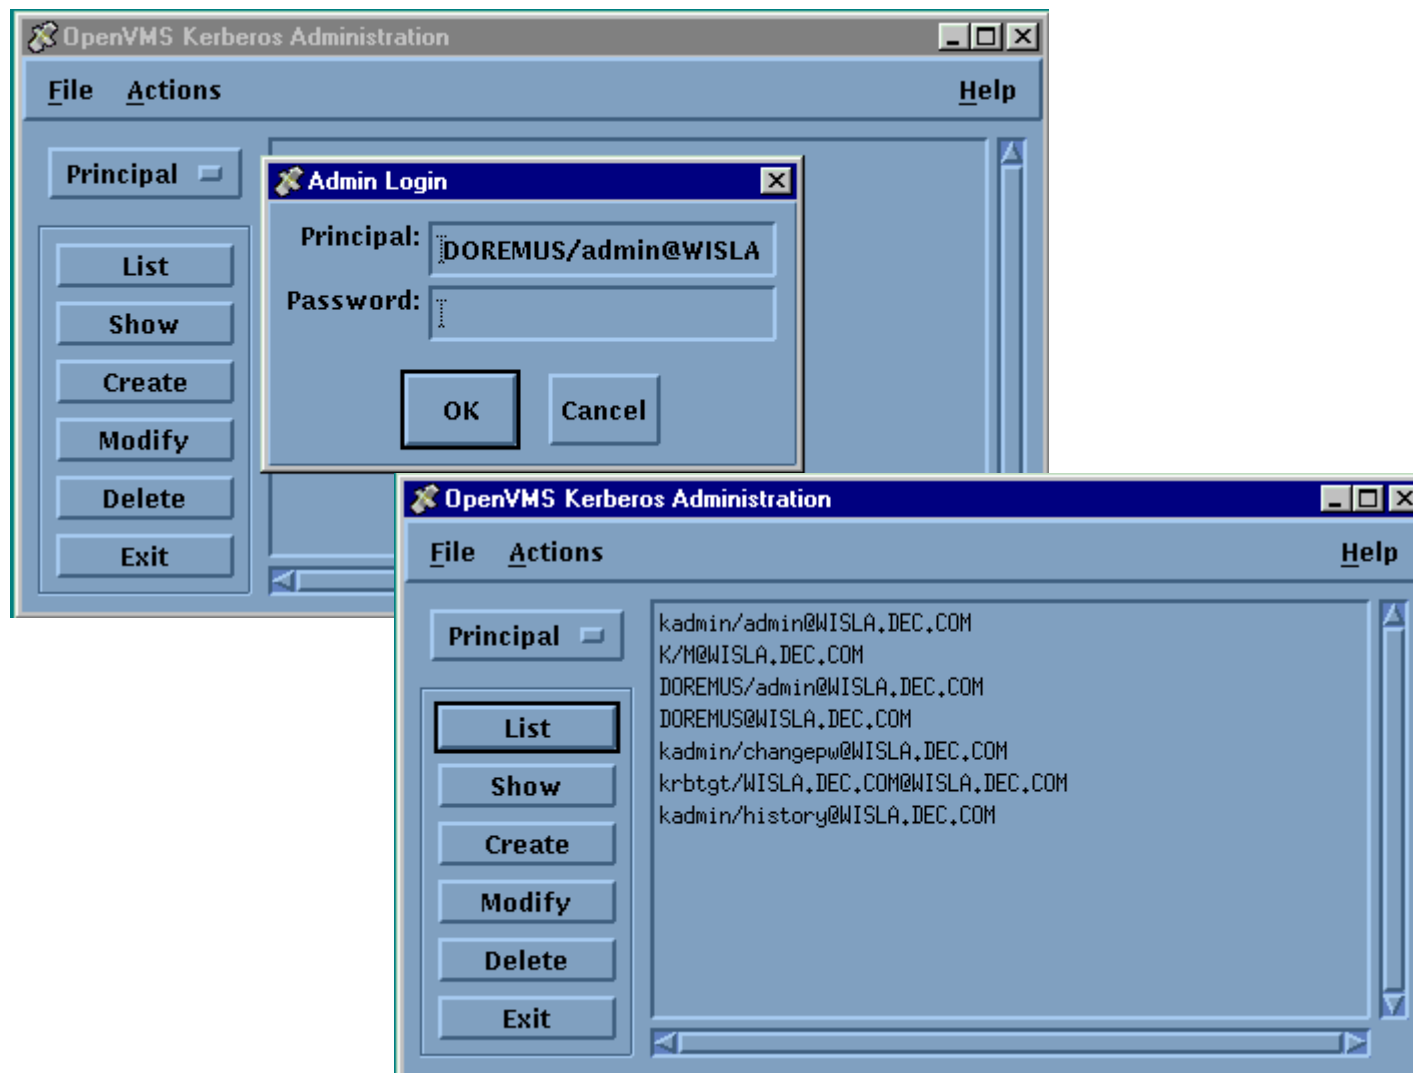 OpenVMS Kerberos Administration
File Actions Help
Principal
List
Show
Create
Modify
Delete
Exit
Admin Login
Principal: DOREMUS/admin@WISLA
Password:
OK Cancel
OpenVMS Kerberos Administration
File Actions Help
Principal
List
Show
Create
Modify
Delete
Exit
kadmin/admin@WISLA.DEC.COM
K/M@WISLA.DEC.COM
DOREMUS/admin@WISLA.DEC.COM
DOREMUS@WISLA.DEC.COM
kadmin/changepw@WISLA.DEC.COM
krbtgt/WISLA.DEC.COM@WISLA.DEC.COM
kadmin/history@WISLA.DEC.COM